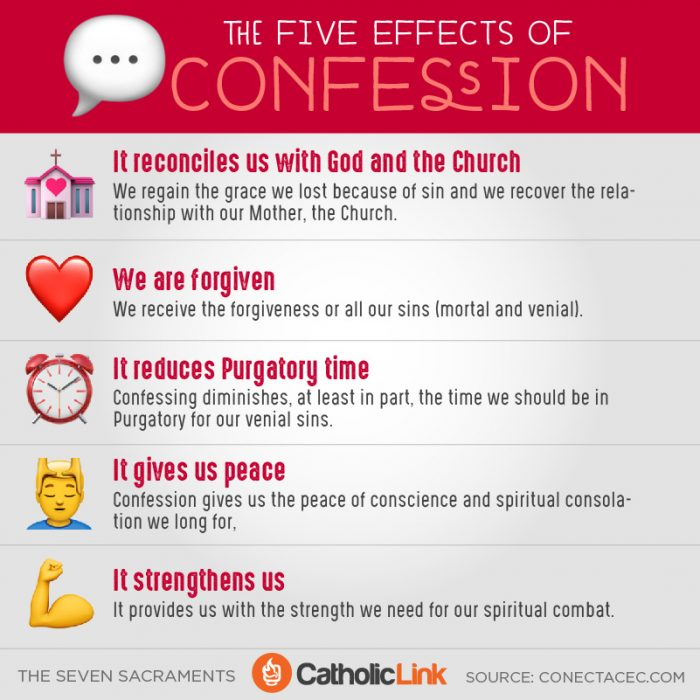 THE FIVE EFFECTS OF
CONFESSION
It reconciles us with God and the Church
We regain the grace we lost because of sin and we recover the rela-
tionship with our Mother, the Church.
We are forgiven
We receive the forgiveness or all our sins (mortal and venial).
It reduces Purgatory time
Confessing diminishes, at least in part, the time we should be in
Purgatory for our venial sins.
It gives us peace
Confession gives us the peace of conscience and spiritual consola-
tion we long for,
It strengthens us
It provides us with the strength we need for our spiritual combat.
THE SEVEN SACRAMENTS
CatholicLink
SOURCE: CONECTACEC.COM